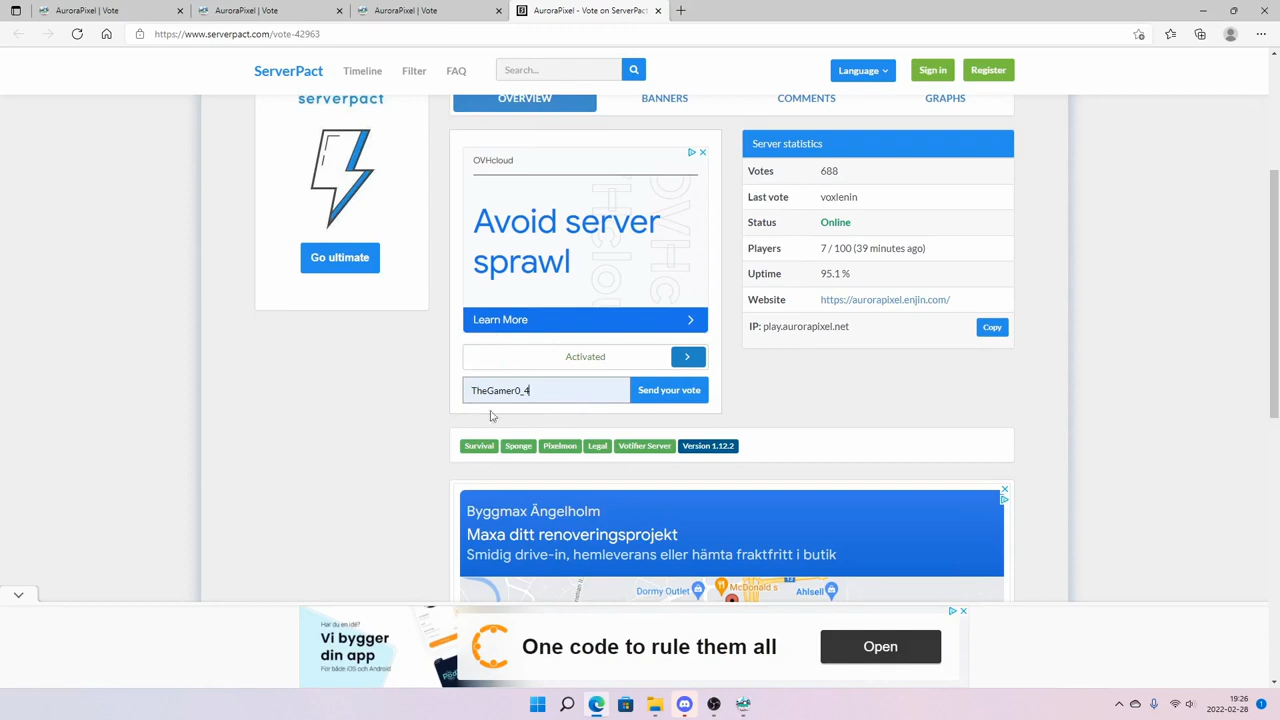 AuroraPixel | Vote
AuroraPixel | Vote
AuroraPixel | Vote
AuroraPixel - Vote on ServerPact
https://www.serverpact.com/vote-42963
ServerPact
Timeline
Filter
FAQ
Search...
Language
Sign in
Register
serverpact
Go ultimate
OVERVIEW
BANNERS
COMMENTS
GRAPHS
OVHcloud
Avoid server
sprawl
Learn More
Activated
TheGamer0_4
Send your vote
Server statistics
Votes 688
Last vote voxlenin
Status Online
Players 7 / 100 (39 minutes ago)
Uptime 95.1 %
Website https://aurorapixel.enjin.com/
IP: play.aurorapixel.net
Copy
Survival Sponge Pixelmon Legal Votifier Server Version 1.12.2
Byggmax Ängelholm
Maxa ditt renoveringsprojekt
Smidig drive-in, hemleverans eller hämta fraktfritt i butik
Dormy Outlet
McDonald's
Ahlsell
Har du en idé?
Vi bygger
din app
För både iOS och Android
One code to rule them all
Open
19:26
2022-02-28